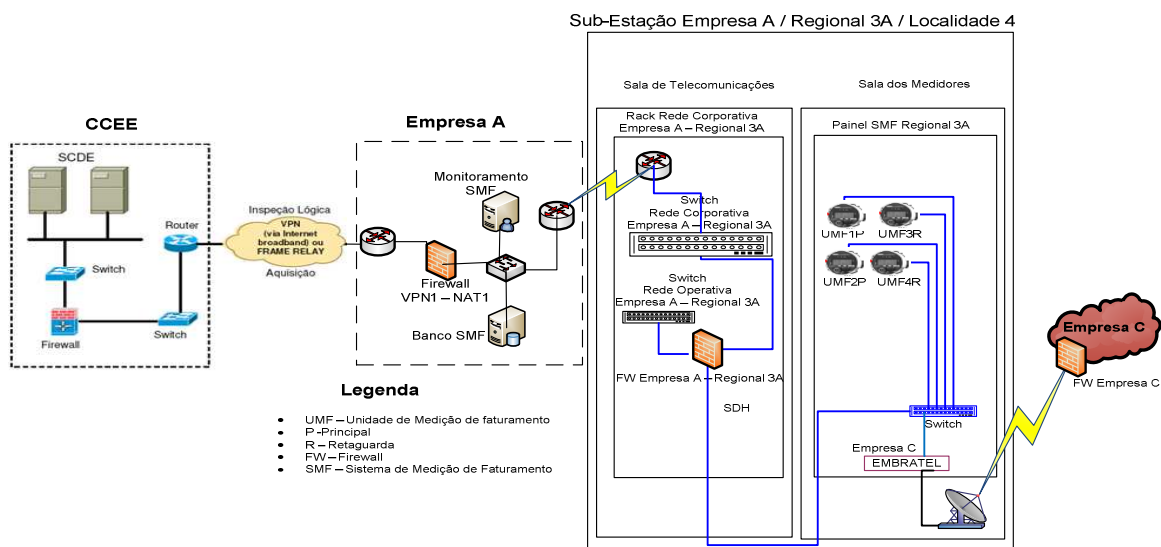 Sub-Estação Empresa A / Regional 3A / Localidade 4
CCEE
SCDE
Router
Switch
Firewall
Switch
Inspeção Lógica
VPN
(via Internet
broadband) ou
FRAME RELAY
Aquisição
Empresa A
Monitoramento
SMF
Firewall
VPN1 – NAT1
Banco SMF
Legenda
• UMF – Unidade de Medição de faturamento
• P -Principal
• R – Retaguarda
• FW – Firewall
• SMF – Sistema de Medição de Faturamento
Sala de Telecomunicações
Rack Rede Corporativa
Empresa A – Regional 3A
Switch
Rede Corporativa
Empresa A – Regional 3A
Switch
Rede Operativa
Empresa A – Regional 3A
FW Empresa A – Regional 3A
SDH
Sala dos Medidores
Painel SMF Regional 3A
UMF1P
UMF3R
UMF2P
UMF4R
Switch
Empresa C
EMBRATEL
Empresa C
FW Empresa C